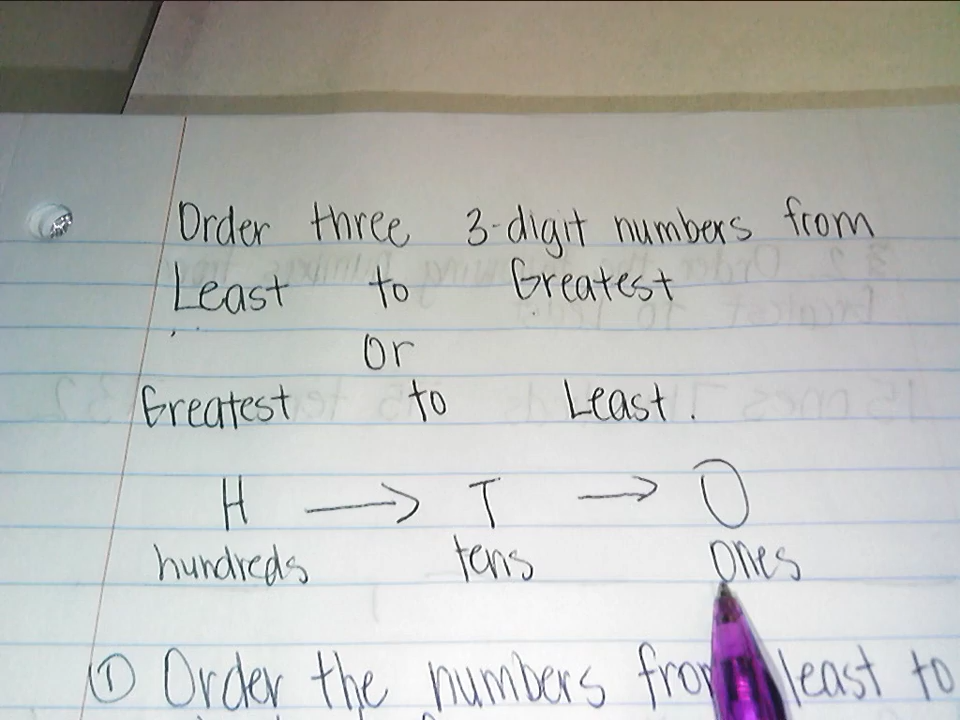 Order three 3-digit numbers from
Least to Greatest
or
Greatest to Least.
H → T → O
hundreds tens ones
① Order the numbers from least to